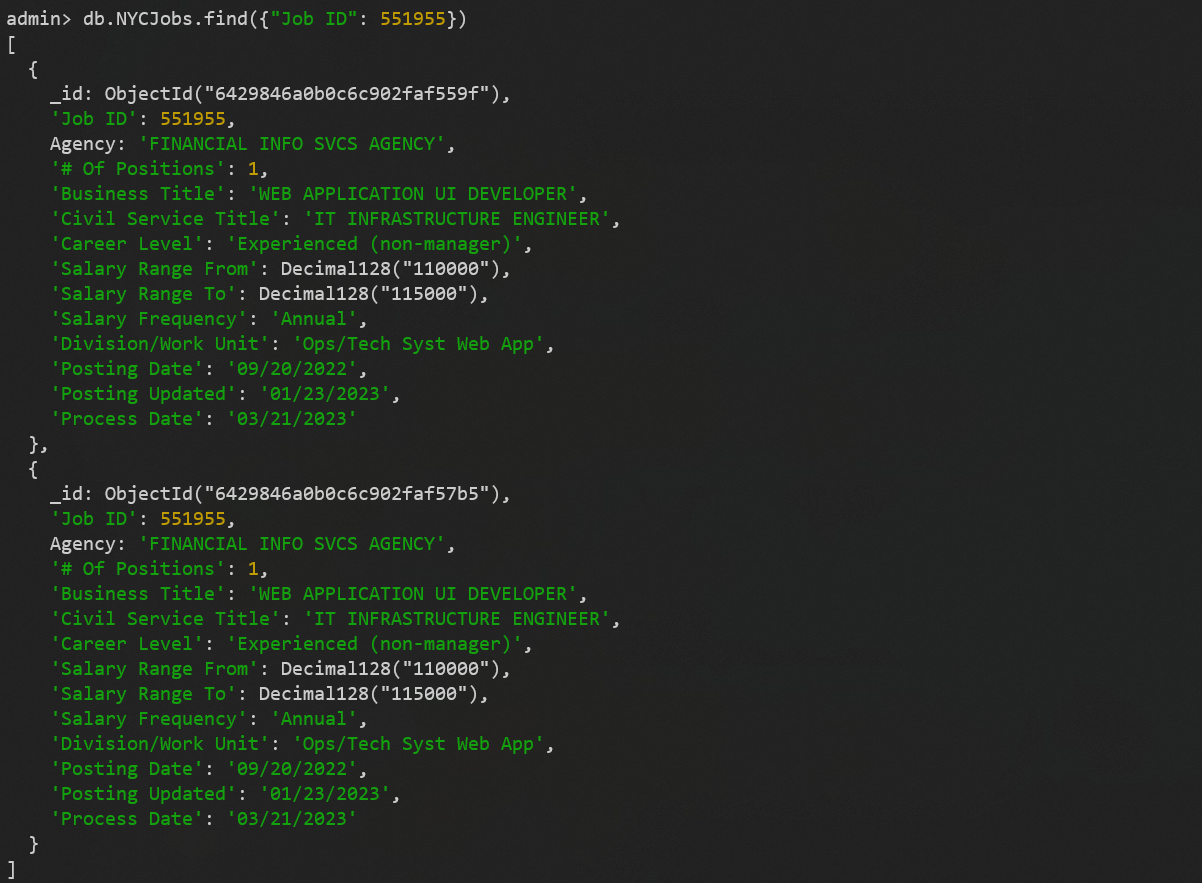 admin> db.NYCJobs.find({"Job ID": 551955})
[
  {
    _id: ObjectId("6429846a0b0c6c902faf559f"),
    'Job ID': 551955,
    Agency: 'FINANCIAL INFO SVCS AGENCY',
    '# Of Positions': 1,
    'Business Title': 'WEB APPLICATION UI DEVELOPER',
    'Civil Service Title': 'IT INFRASTRUCTURE ENGINEER',
    'Career Level': 'Experienced (non-manager)',
    'Salary Range From': Decimal128("110000"),
    'Salary Range To': Decimal128("115000"),
    'Salary Frequency': 'Annual',
    'Division/Work Unit': 'Ops/Tech Syst Web App',
    'Posting Date': '09/20/2022',
    'Posting Updated': '01/23/2023',
    'Process Date': '03/21/2023'
  },
  {
    _id: ObjectId("6429846a0b0c6c902faf57b5"),
    'Job ID': 551955,
    Agency: 'FINANCIAL INFO SVCS AGENCY',
    '# Of Positions': 1,
    'Business Title': 'WEB APPLICATION UI DEVELOPER',
    'Civil Service Title': 'IT INFRASTRUCTURE ENGINEER',
    'Career Level': 'Experienced (non-manager)',
    'Salary Range From': Decimal128("110000"),
    'Salary Range To': Decimal128("115000"),
    'Salary Frequency': 'Annual',
    'Division/Work Unit': 'Ops/Tech Syst Web App',
    'Posting Date': '09/20/2022',
    'Posting Updated': '01/23/2023',
    'Process Date': '03/21/2023'
  }
]